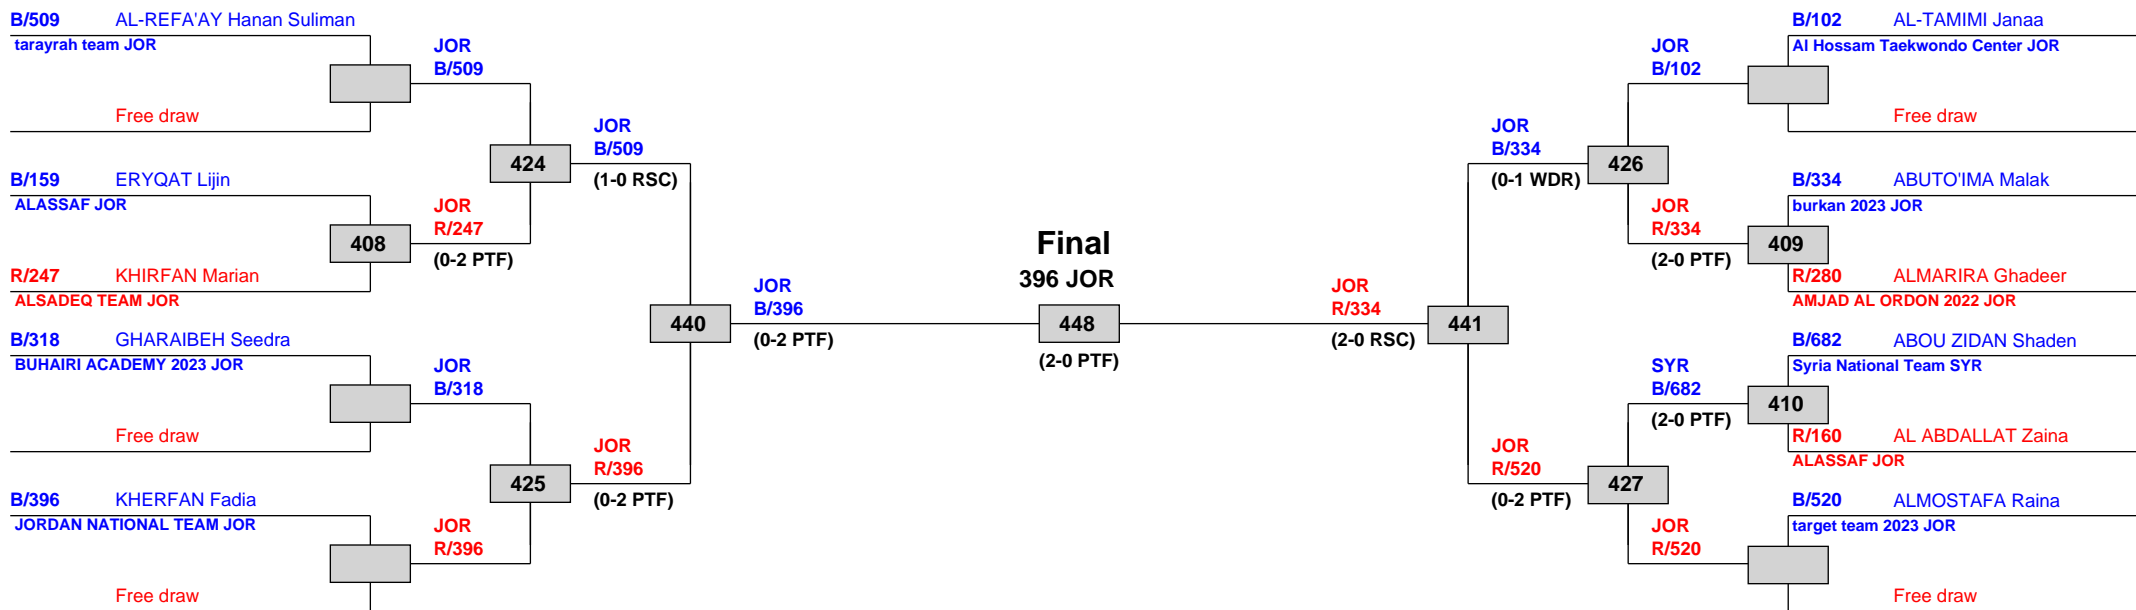 B/509 AL-REFA'AY Hanan Suliman
tarayrah team JOR
Free draw
B/159 ERYQAT Lijin
ALASSAF JOR
R/247 KHIRFAN Marian
ALSADEQ TEAM JOR
B/318 GHARAIBEH Seedra
BUHAIRI ACADEMY 2023 JOR
Free draw
B/396 KHERFAN Fadia
JORDAN NATIONAL TEAM JOR
Free draw
408
JOR
B/509
JOR
R/247
(0-2 PTF)
JOR
B/318
JOR
R/396
424
425
JOR
B/509
(1-0 RSC)
JOR
R/396
(0-2 PTF)
440
JOR
B/396
(0-2 PTF)
Final
396 JOR
448
(2-0 PTF)
JOR
R/334
(2-0 RSC)
441
JOR
B/334
(0-1 WDR)
JOR
R/520
(0-2 PTF)
426
427
JOR
B/102
JOR
R/334
(2-0 PTF)
SYR
B/682
(2-0 PTF)
JOR
R/520
409
410
B/102 AL-TAMIMI Janaa
Al Hossam Taekwondo Center JOR
Free draw
B/334 ABUTO'IMA Malak
burkan 2023 JOR
R/280 ALMARIRA Ghadeer
AMJAD AL ORDON 2022 JOR
B/682 ABOU ZIDAN Shaden
Syria National Team SYR
R/160 AL ABDALLAT Zaina
ALASSAF JOR
B/520 ALMOSTAFA Raina
target team 2023 JOR
Free draw